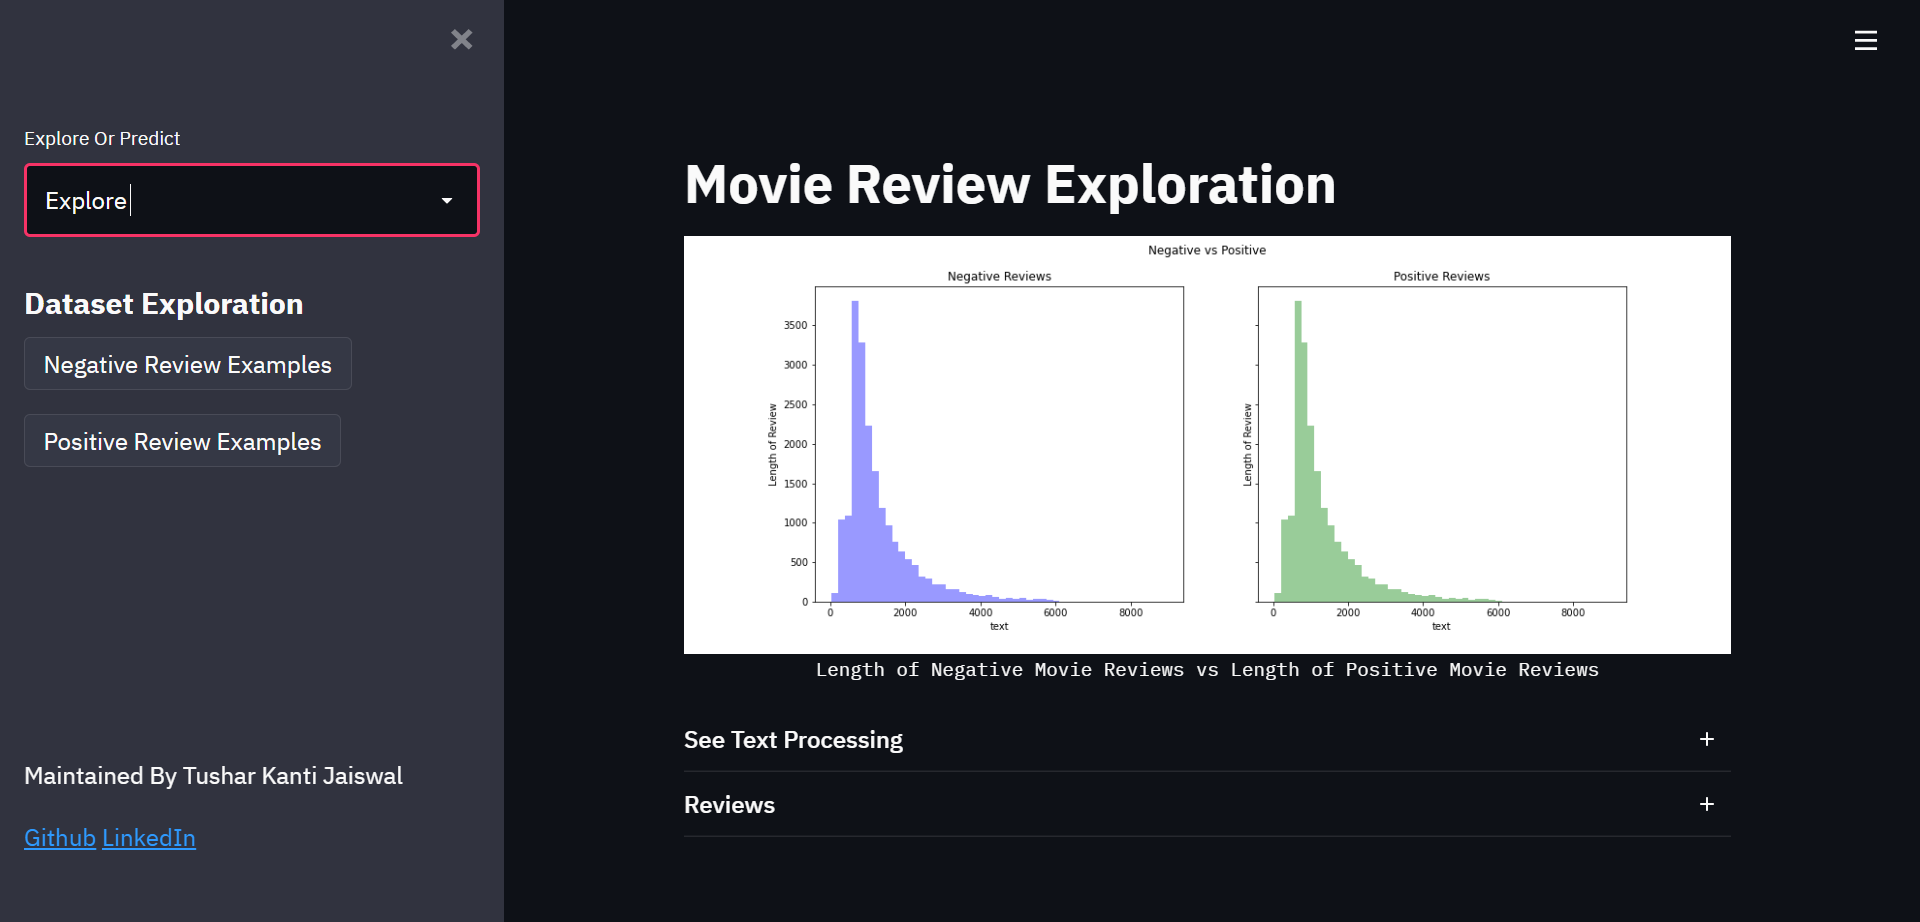 Explore Or Predict
Explore
Dataset Exploration
Negative Review Examples
Positive Review Examples
Maintained By Tushar Kanti Jaiswal
Github LinkedIn
Movie Review Exploration
Negative vs Positive
Negative Reviews
Length of Review
3500
3000
2500
2000
1500
1000
500
0
0 2000 4000 6000 8000
text
Positive Reviews
Length of Review
0 2000 4000 6000 8000
text
Length of Negative Movie Reviews vs Length of Positive Movie Reviews
See Text Processing
Reviews